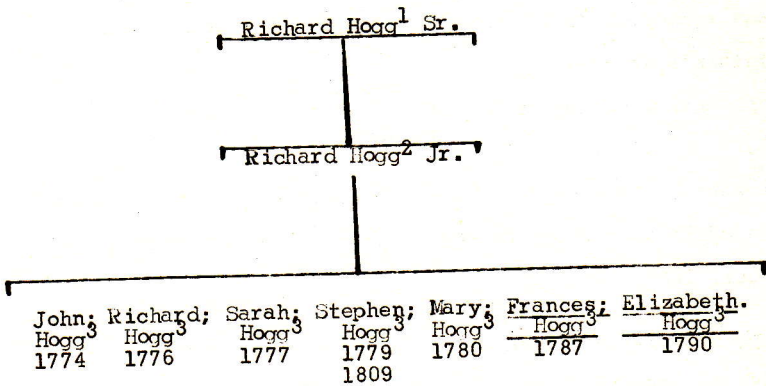 Richard Hogg¹ Sr.
Richard Hogg² Jr.
John; Richard; Sarah; Stephen; Mary; Frances; Elizabeth.
Hogg³ Hogg³ Hogg³ Hogg³ Hogg³ Hogg³ Hogg³
1774 1776 1777 1779 1780 1787 1790
1809